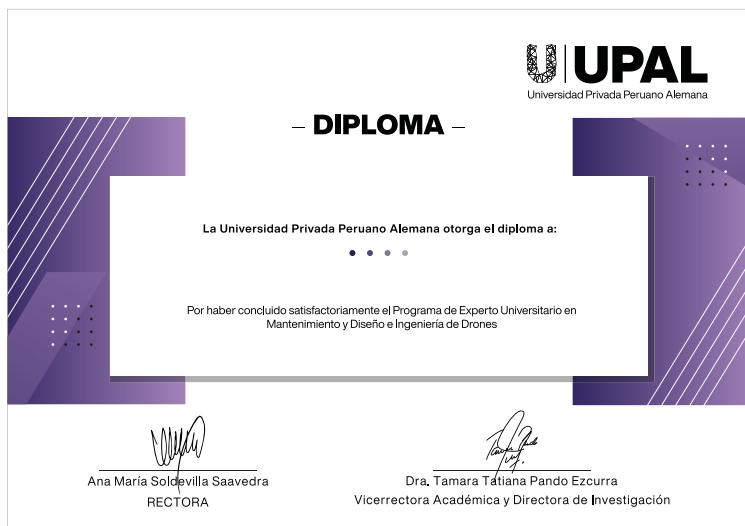 UPAL
Universidad Privada Peruano Alemana
– DIPLOMA –
La Universidad Privada Peruano Alemana otorga el diploma a:
Por haber concluido satisfactoriamente el Programa de Experto Universitario en
Mantenimiento y Diseño e Ingeniería de Drones
Ana María Soldevilla Saavedra
RECTORA
Dra. Tamara Tatiana Pando Ezcurra
Vicerrectora Académica y Directora de Investigación